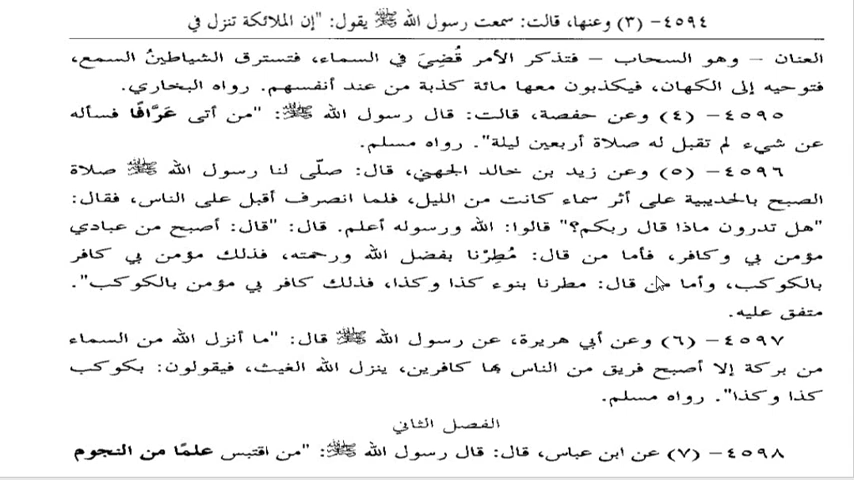 ٤٥٩٤- (٣) وعنها، قالت: سمعت رسول الله ﷺ يقول: "إن الملائكة تنزل في
العنان – وهو السحاب – فتذكر الأمر قُضِيَ في السماء، فتسترق الشياطينُ السمع،
فتوحيه إلى الكهان، فيكذبون معها مائة كذبة من عند أنفسهم. رواه البخاري.
٤٥٩٥- (٤) وعن حفصة، قالت: قال رسول الله ﷺ: "من أتى عَرَّافًا فسأله
عن شيء لم تقبل له صلاة أربعين ليلة". رواه مسلم.
٤٥٩٦- (٥) وعن زيد بن خالد الجهني، قال: صلّى لنا رسول الله ﷺ صلاة
الصبح بالحديبية على أثر سماء كانت من الليل، فلما انصرف أقبل على الناس، فقال:
"هل تدرون ماذا قال ربكم؟" قالوا: الله ورسوله أعلم. قال: "قال: أصبح من عبادي
مؤمن بي وكافر، فأما من قال: مُطِرْنا بفضل الله ورحمته، فذلك مؤمن بي كافر
بالكوكب، وأما من قال: مطرنا بنوء كذا وكذا، فذلك كافر بي مؤمن بالكوكب".
متفق عليه.
٤٥٩٧- (٦) وعن أبي هريرة، عن رسول الله ﷺ قال: "ما أنزل الله من السماء
من بركة إلا أصبح فريق من الناس بها كافرين، ينزل الله الغيث، فيقولون: بكوكب
كذا وكذا". رواه مسلم.
الفصل الثاني
٤٥٩٨- (٧) عن ابن عباس، قال: قال رسول الله ﷺ: "من اقتبس علمًا من النجوم